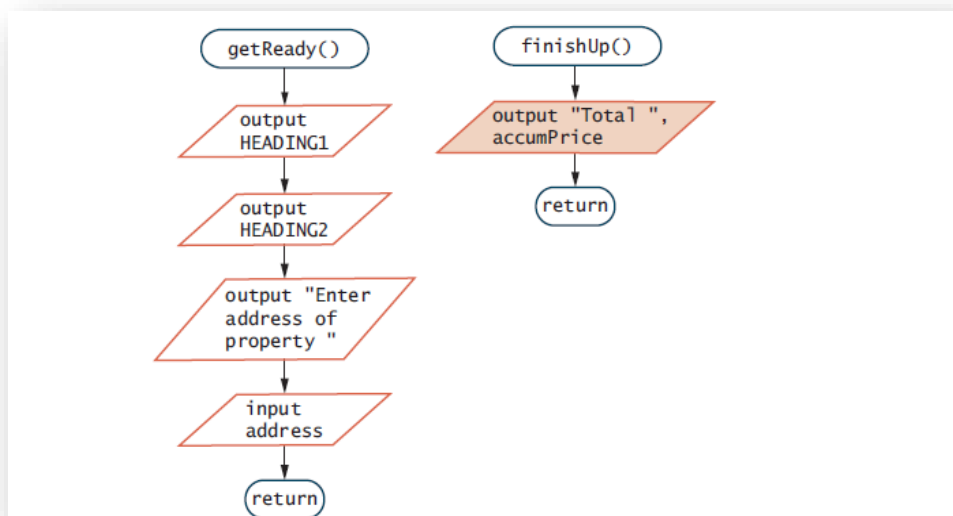 getReady()
output
HEADING1
output
HEADING2
output "Enter
address of
property "
input
address
return
finishUp()
output "Total ",
accumPrice
return